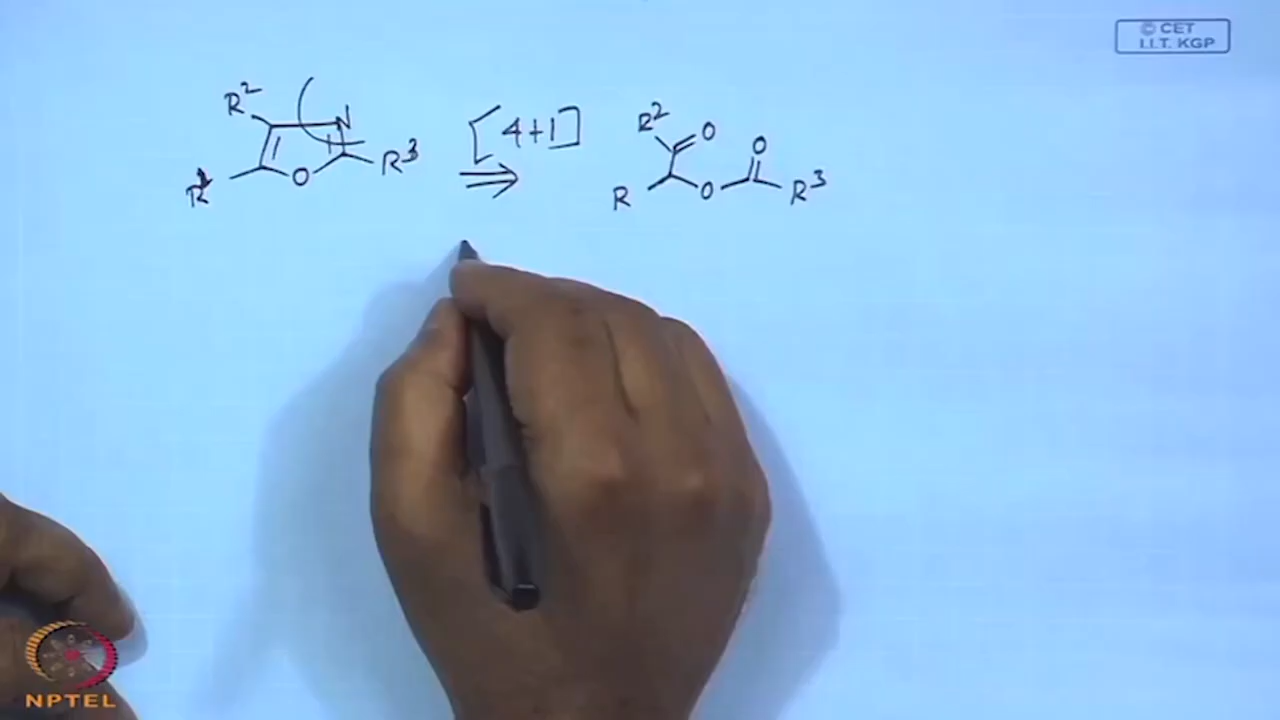 © CET
I.I.T. KGP
R² N R³ O R¹
[4+1]
R² O O R O R³
NPTEL